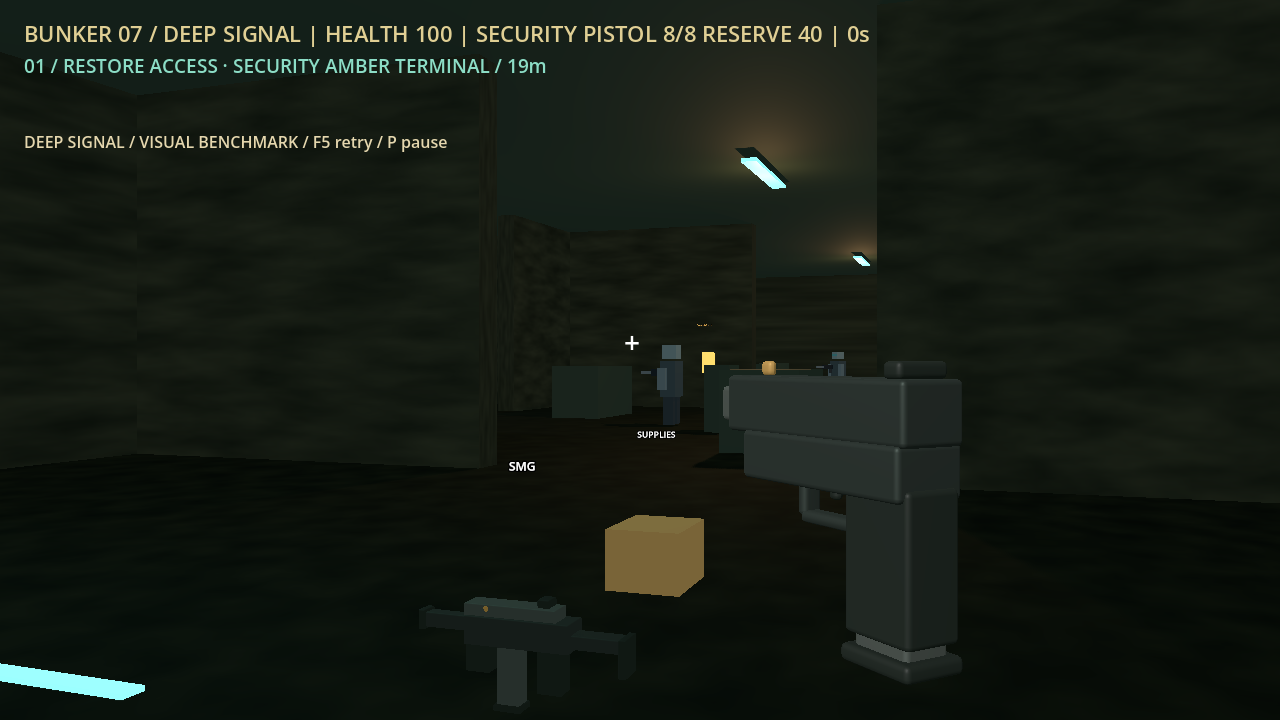 BUNKER 07 / DEEP SIGNAL | HEALTH 100 | SECURITY PISTOL 8/8 RESERVE 40 | 0s
01 / RESTORE ACCESS · SECURITY AMBER TERMINAL / 19m
DEEP SIGNAL / VISUAL BENCHMARK / F5 retry / P pause
SUPPLIES
SMG